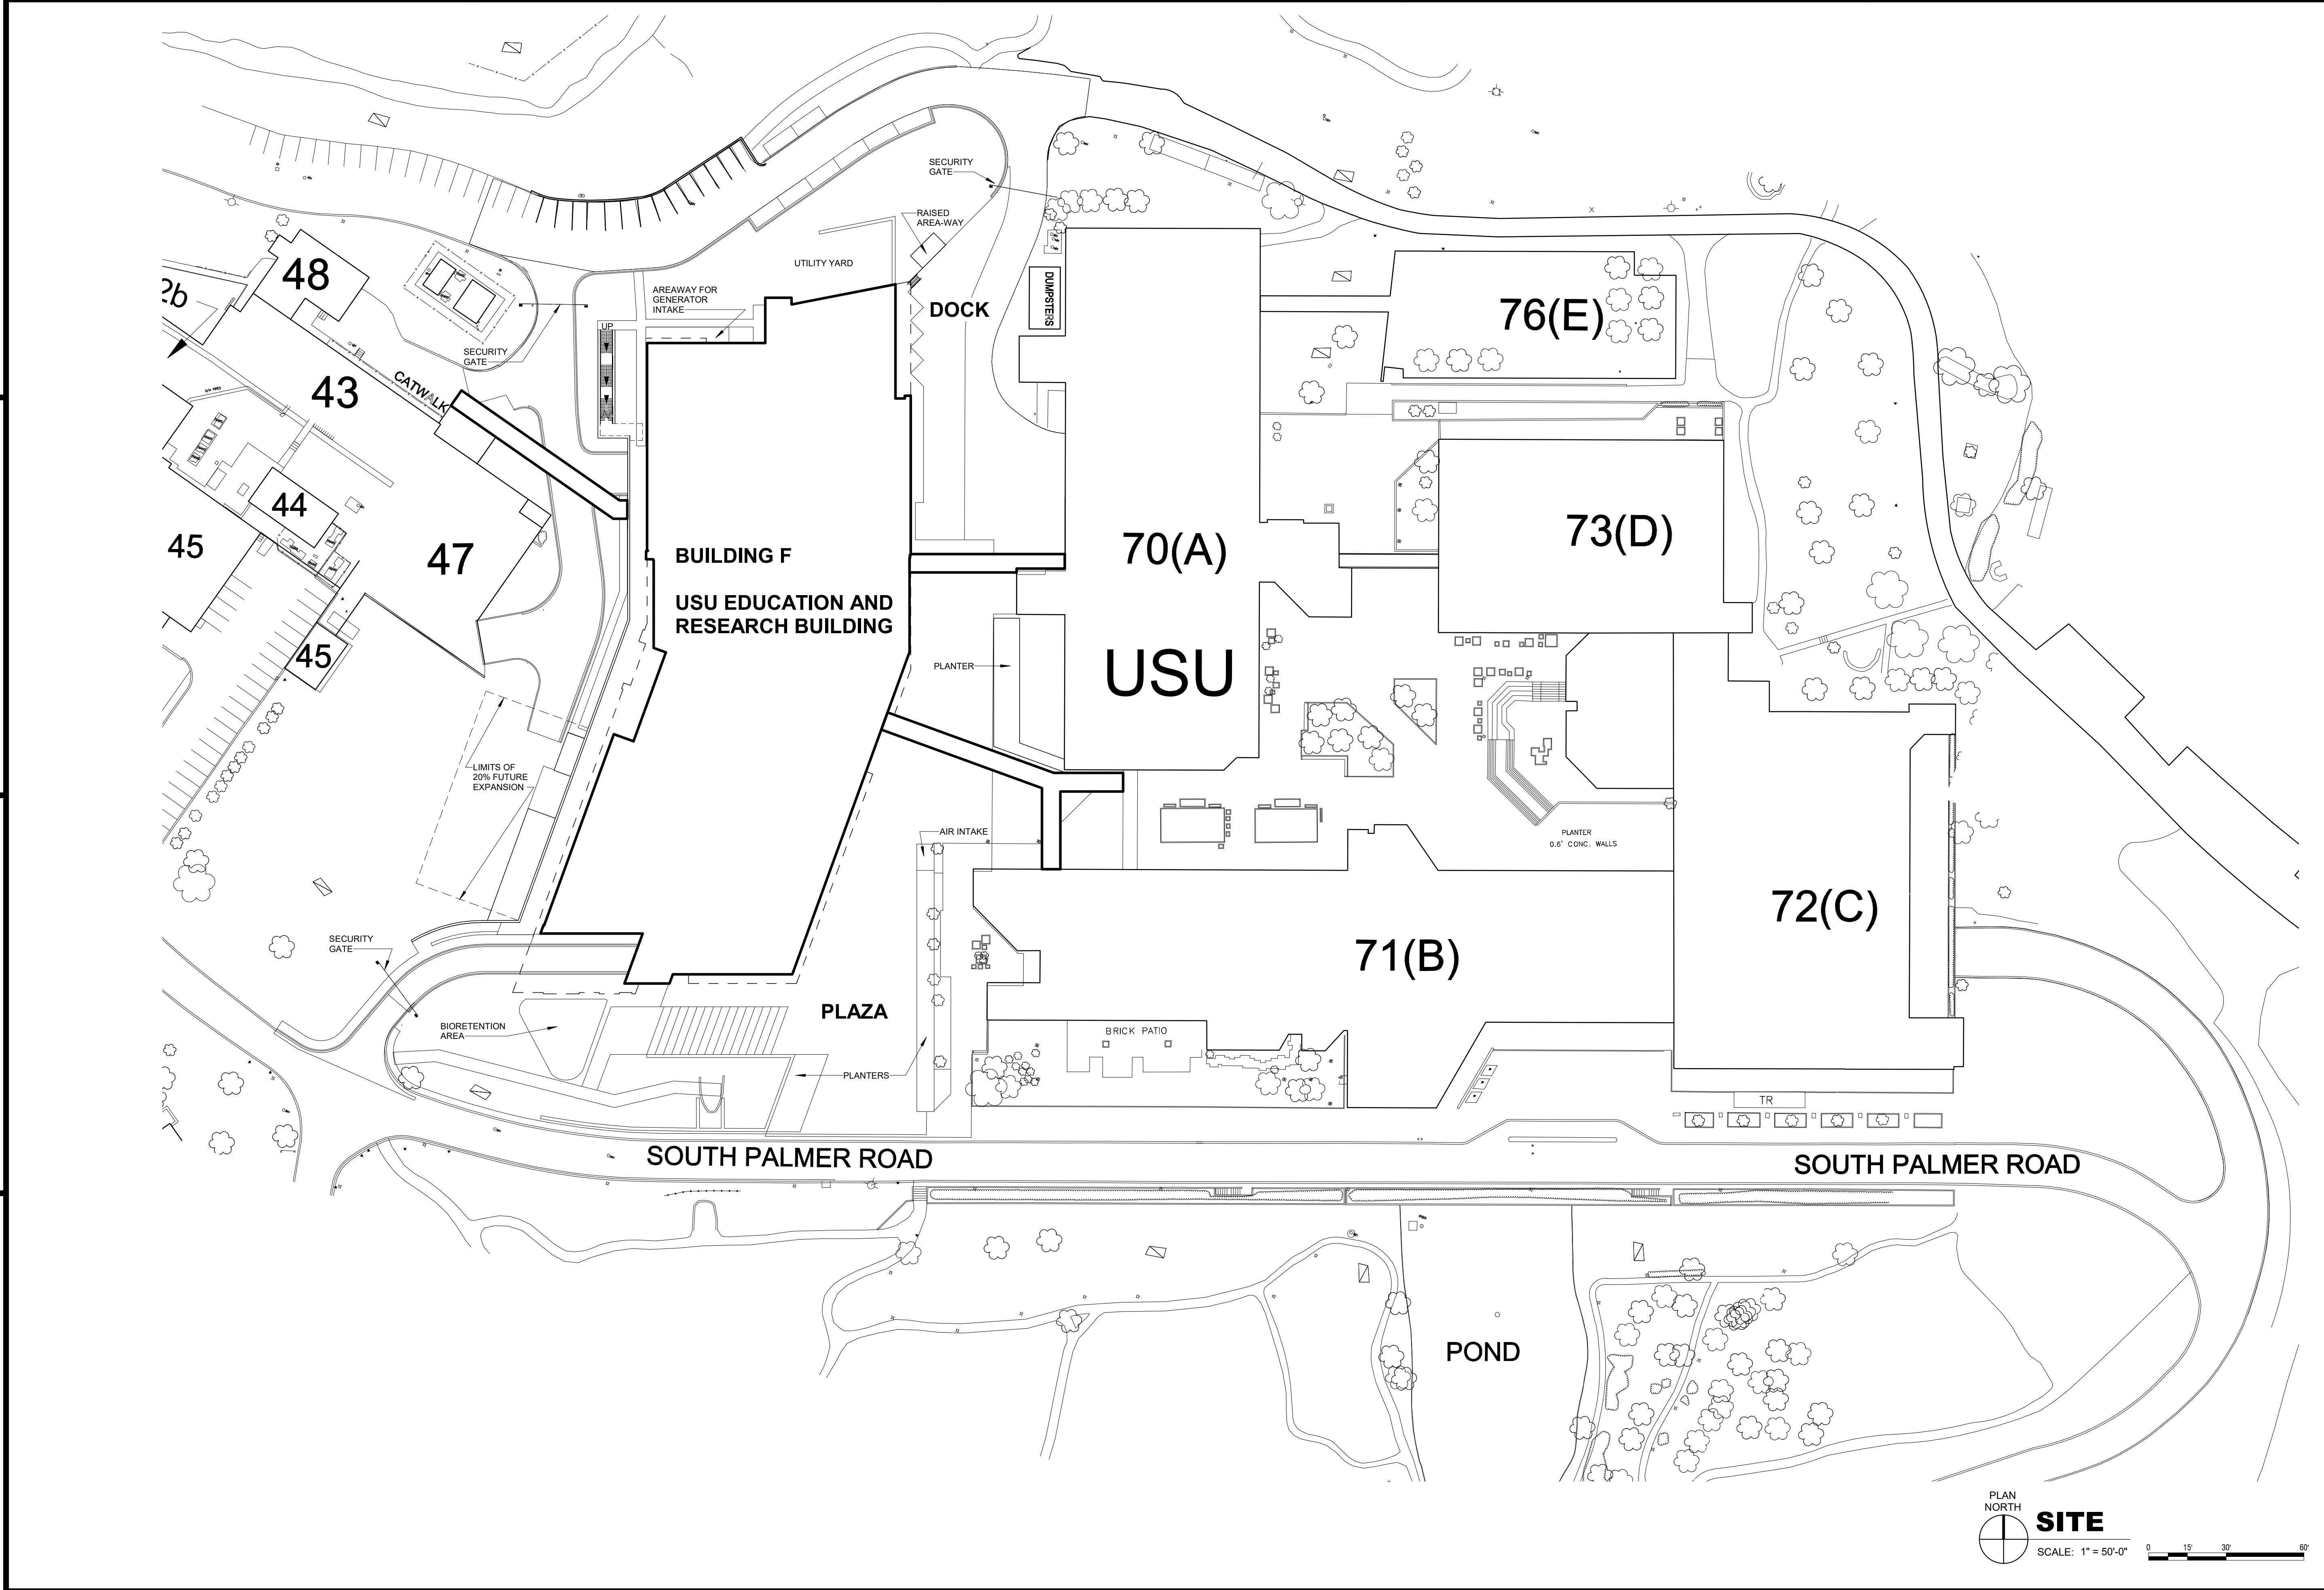 SECURITY
GATE
RAISED
AREA-WAY
UTILITY YARD
48
2b
AREAWAY FOR
GENERATOR
INTAKE
DOCK
DUMPSTERS
76(E)
UP
SECURITY
GATE
43
CATWALK
44
45
47
70(A)
73(D)
BUILDING F
USU EDUCATION AND
RESEARCH BUILDING
45
PLANTER
USU
LIMITS OF
20% FUTURE
EXPANSION
AIR INTAKE
PLANTER
0.6' CONC. WALLS
72(C)
SECURITY
GATE
71(B)
PLAZA
BIORETENTION
AREA
BRICK PATIO
PLANTERS
TR
SOUTH PALMER ROAD
SOUTH PALMER ROAD
POND
PLAN
NORTH
SITE
SCALE: 1" = 50'-0"
0 15' 30' 60'